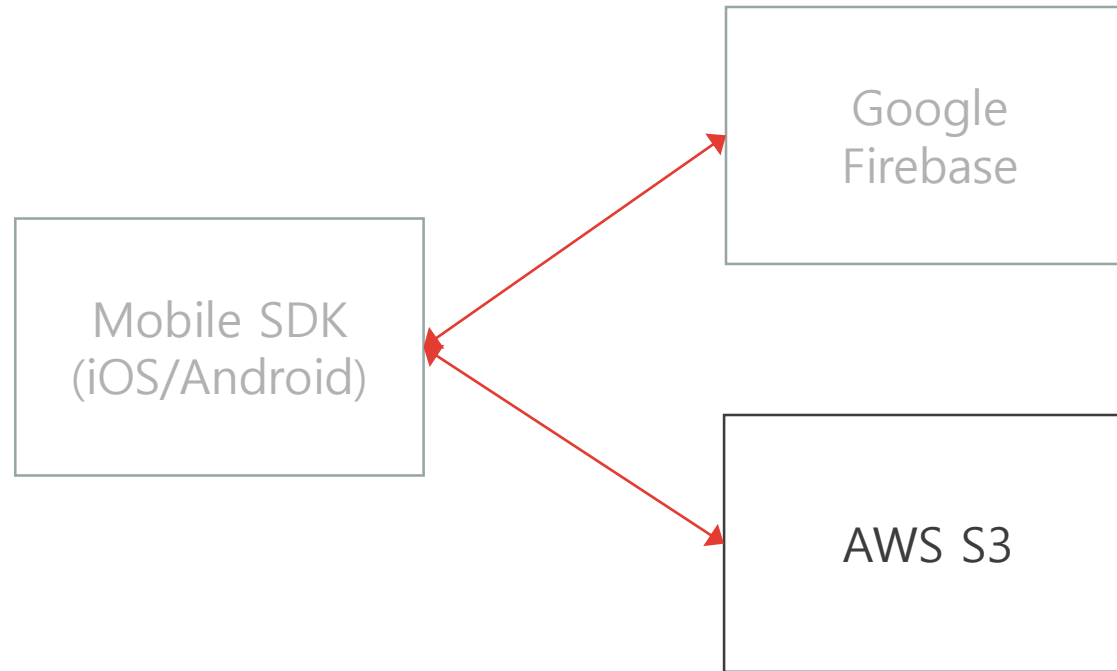 Google
Firebase
Mobile SDK
(iOS/Android)
AWS S3